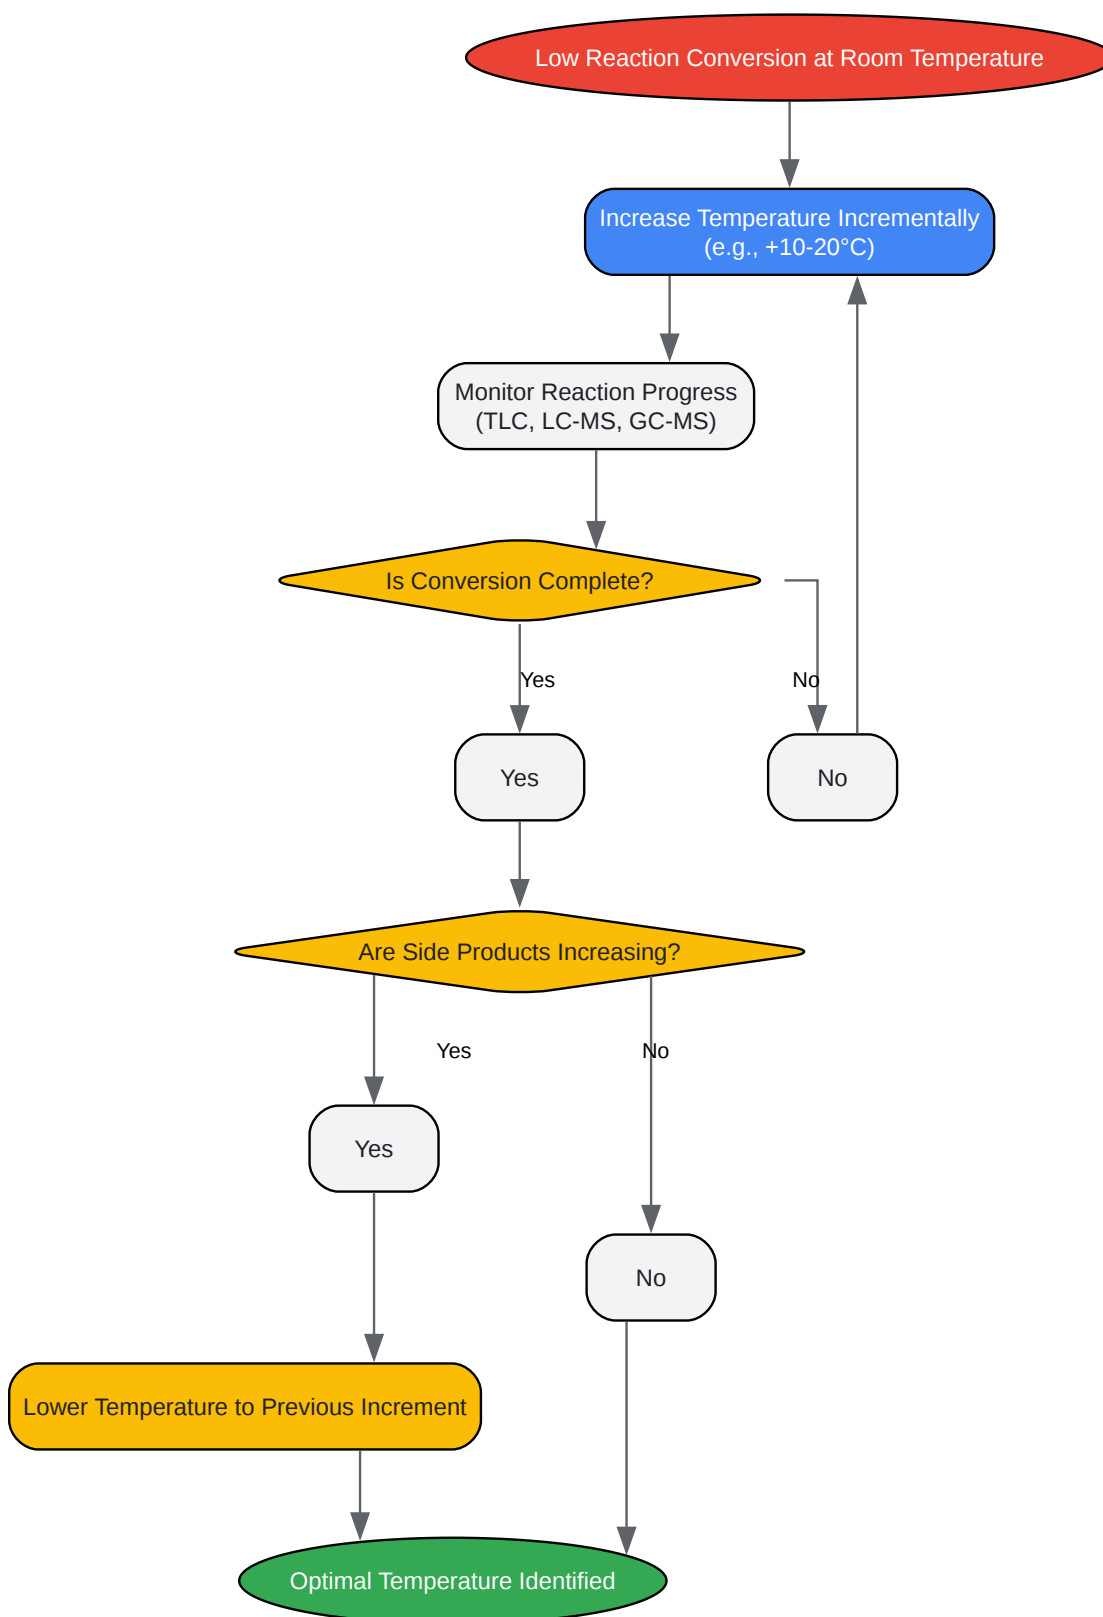 Low Reaction Conversion at Room Temperature
Increase Temperature Incrementally
(e.g., +10-20°C)
Monitor Reaction Progress
(TLC, LC-MS, GC-MS)
Is Conversion Complete?
Yes
No
Yes
No
Are Side Products Increasing?
Yes
No
Yes
No
Lower Temperature to Previous Increment
Optimal Temperature Identified